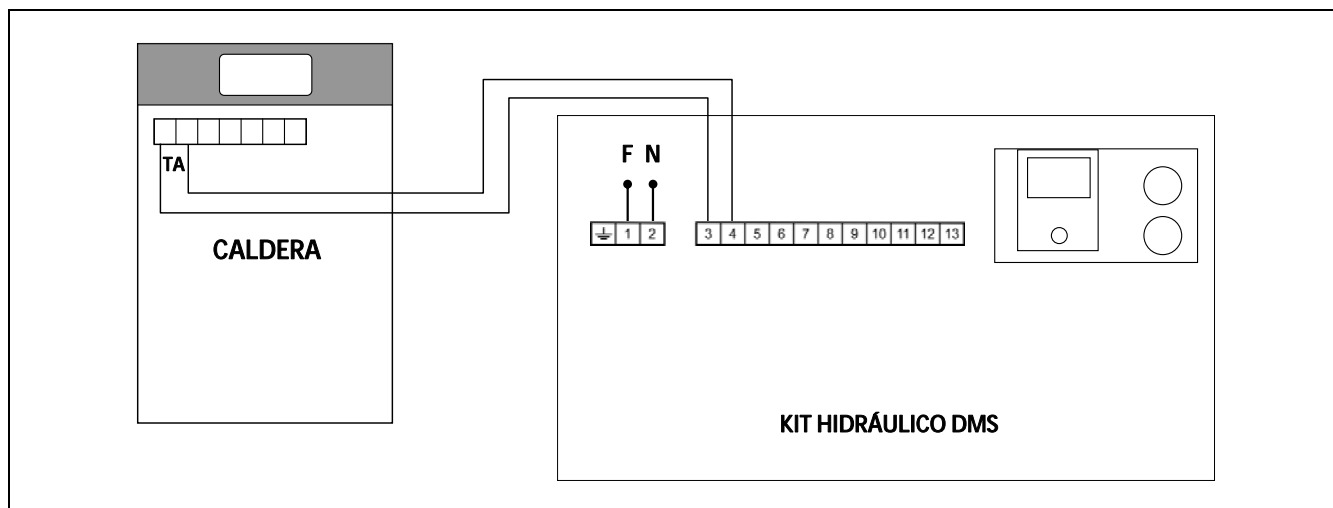 F N
TA
1 2 3 4 5 6 7 8 9 10 11 12 13
CALDERA
KIT HIDRÁULICO DMS